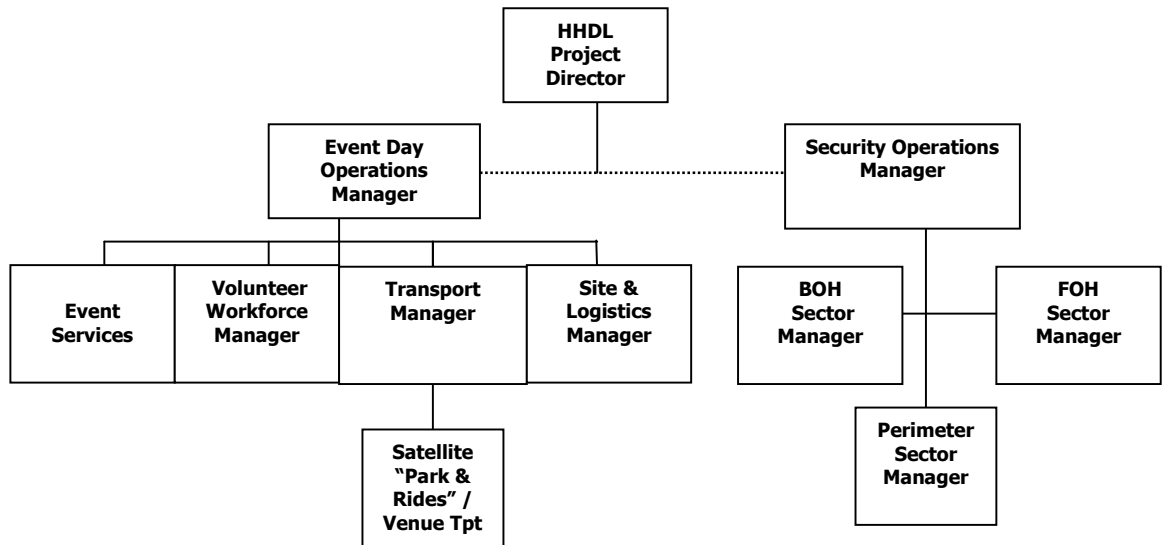 HHDL
Project
Director
Event Day
Operations
Manager
Security Operations
Manager
Event
Services
Volunteer
Workforce
Manager
Transport
Manager
Site &
Logistics
Manager
BOH
Sector
Manager
FOH
Sector
Manager
Perimeter
Sector
Manager
Satellite
“Park &
Rides” /
Venue Tpt